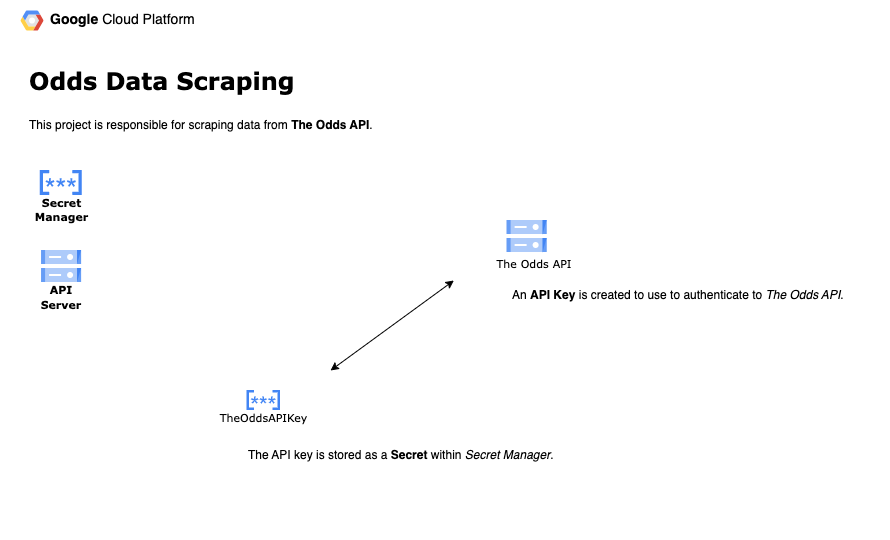 Google Cloud Platform
Odds Data Scraping
This project is responsible for scraping data from The Odds API.
[***]
Secret
Manager
API
Server
The Odds API
An API Key is created to use to authenticate to The Odds API.
[***]
TheOddsAPIKey
The API key is stored as a Secret within Secret Manager.